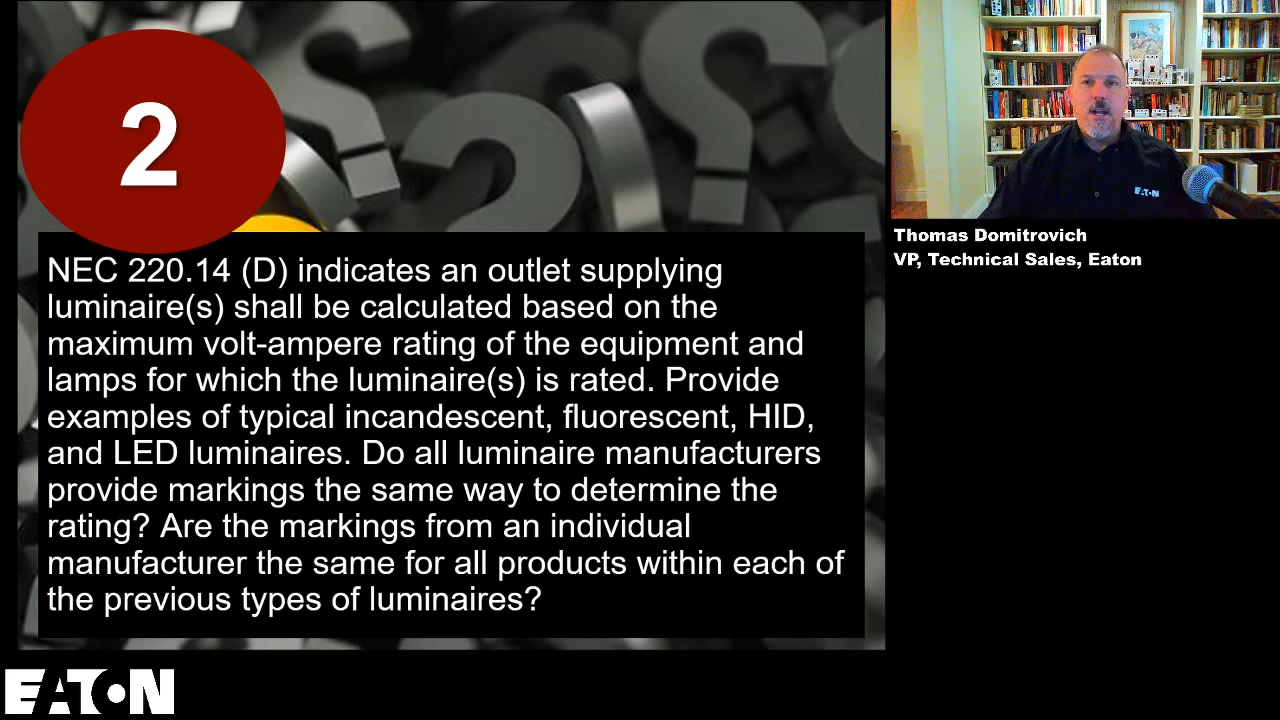 2
NEC 220.14 (D) indicates an outlet supplying
luminaire(s) shall be calculated based on the
maximum volt-ampere rating of the equipment and
lamps for which the luminaire(s) is rated. Provide
examples of typical incandescent, fluorescent, HID,
and LED luminaires. Do all luminaire manufacturers
provide markings the same way to determine the
rating? Are the markings from an individual
manufacturer the same for all products within each of
the previous types of luminaires?
EATON
Thomas Domitrovich
VP, Technical Sales, Eaton
EATON